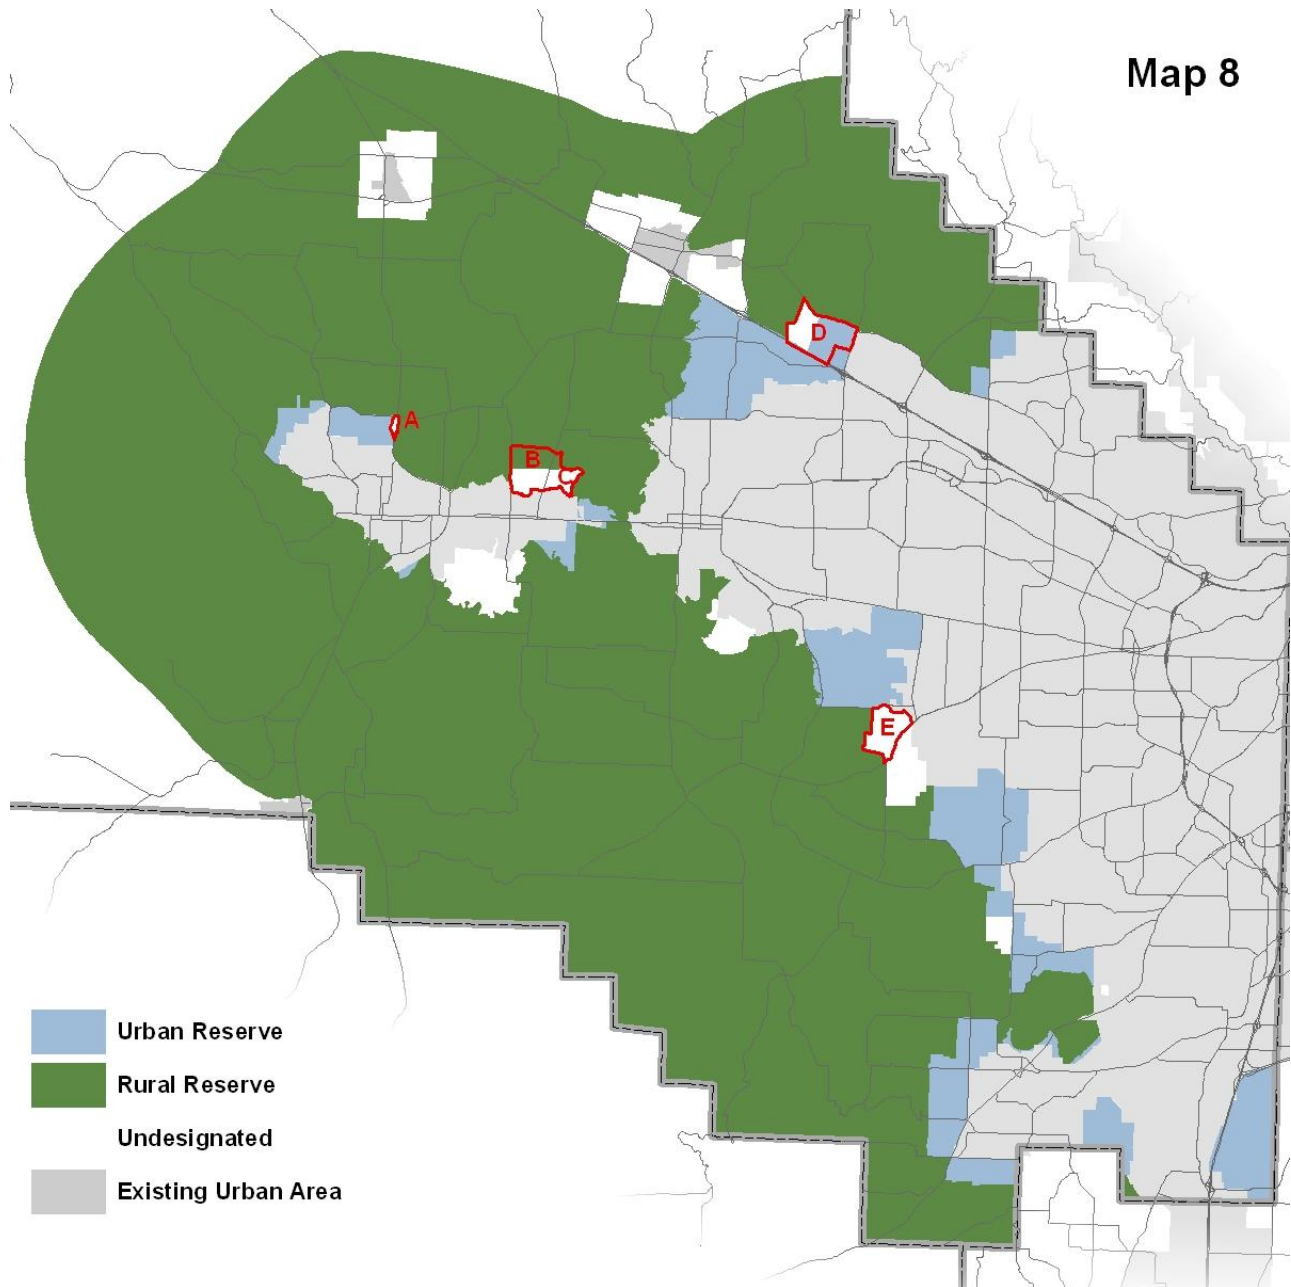 Map 8
D
A
B
C
E
Urban Reserve
Rural Reserve
Undesignated
Existing Urban Area